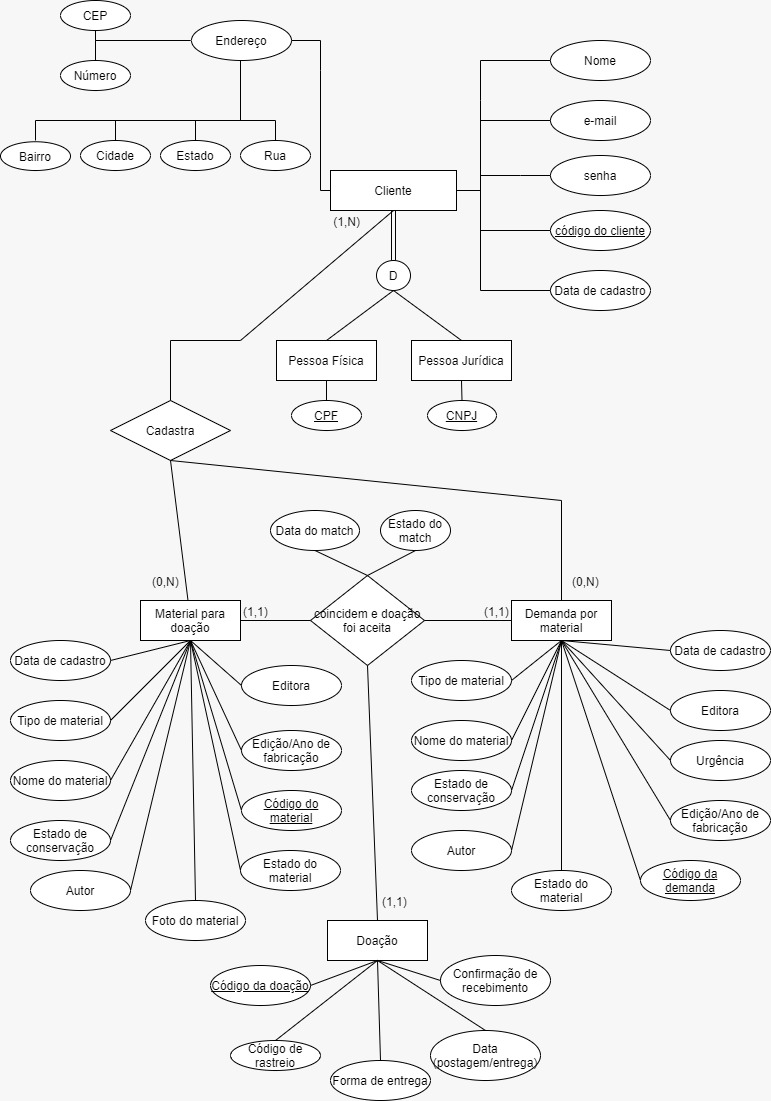 CEP
Endereço
Número
Bairro
Cidade
Estado
Rua
Nome
e-mail
senha
código do cliente
Data de cadastro
Cliente
(1,N)
D
Pessoa Física
Pessoa Jurídica
CPF
CNPJ
Cadastra
Data do match
Estado do
match
(0,N)
(0,N)
Material para
doação
(1,1)
coincidem e doação
foi aceita
(1,1)
Demanda por
material
Data de cadastro
Tipo de material
Nome do material
Estado de
conservação
Autor
Foto do material
Editora
Edição/Ano de
fabricação
Código do
material
Estado do
material
Tipo de material
Nome do material
Estado de
conservação
Autor
Estado do
material
Data de cadastro
Editora
Urgência
Edição/Ano de
fabricação
Código da
demanda
(1,1)
Doação
Código da doação
Código de
rastreio
Forma de entrega
Data
(postagem/entrega)
Confirmação de
recebimento